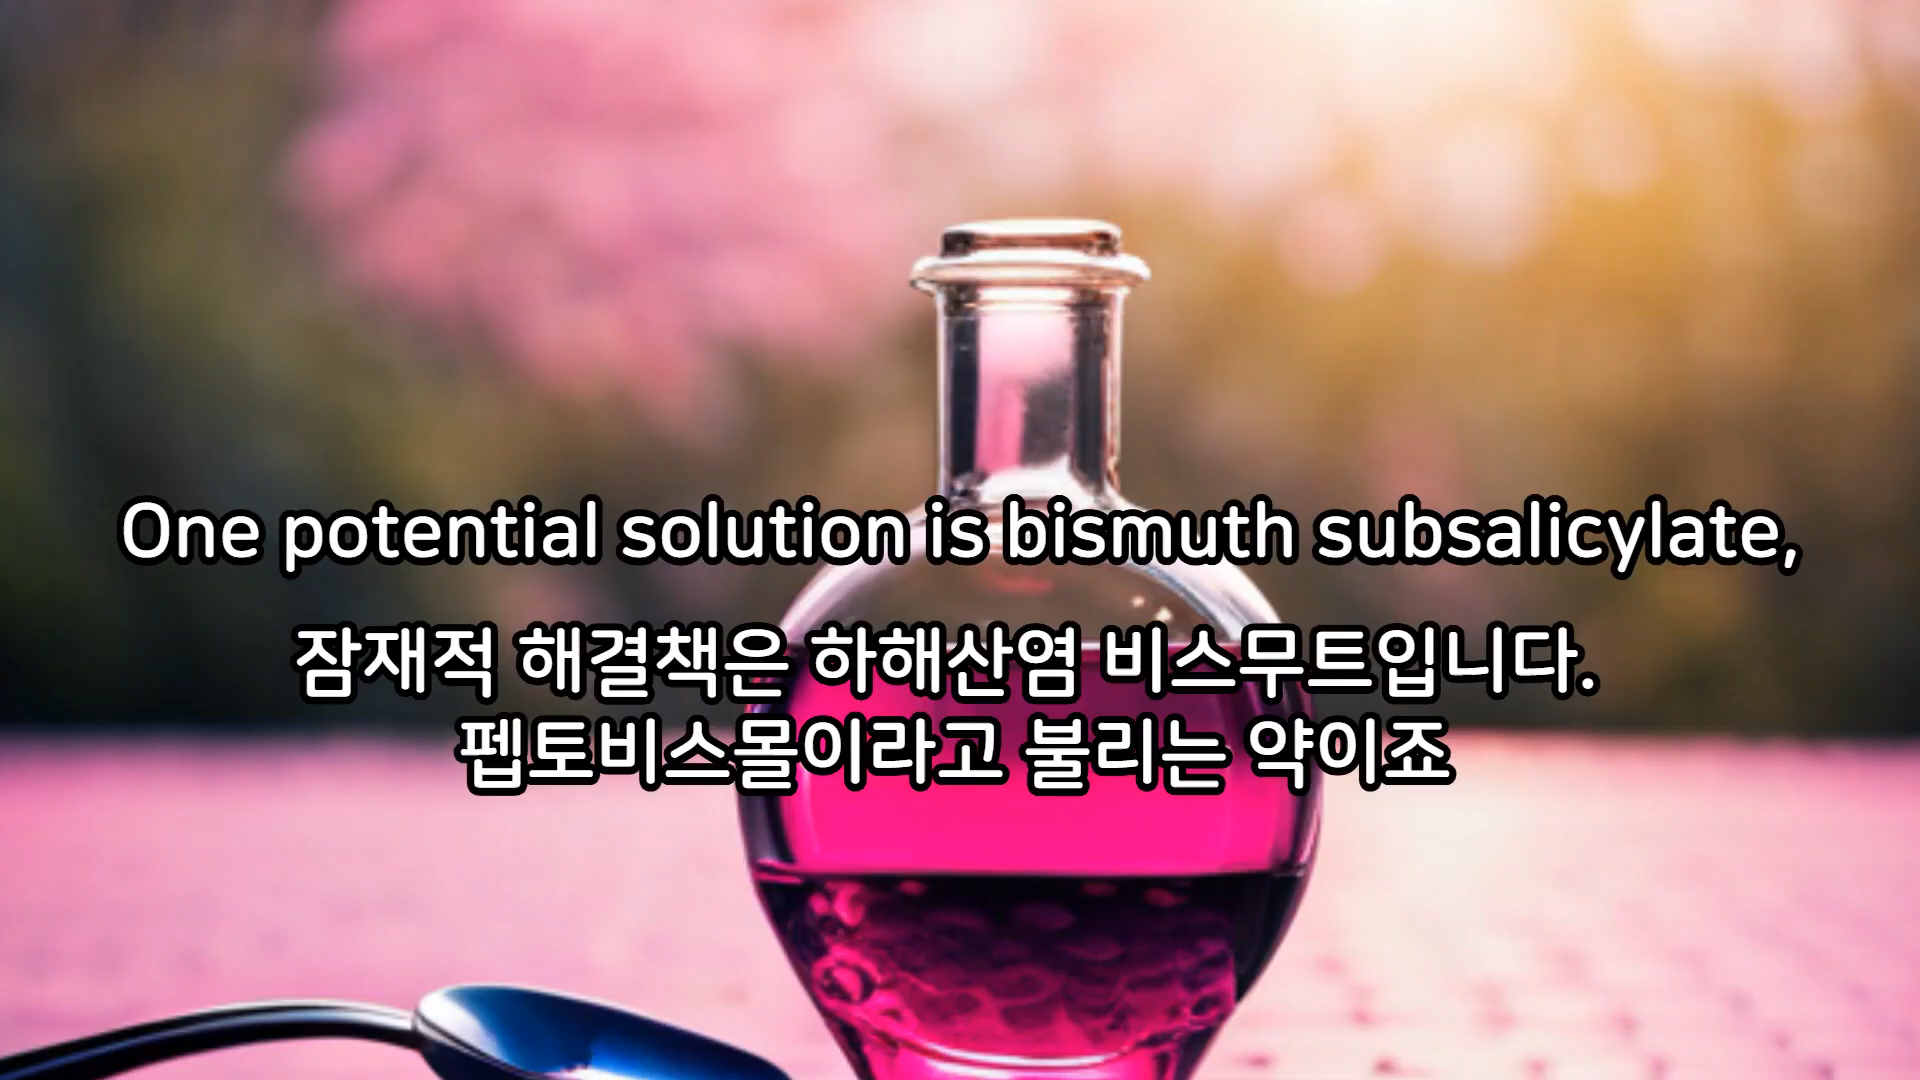 One potential solution is bismuth subsalicylate,
잠재적 해결책은 하해산염 비스무트입니다.
펩토비스몰이라고 불리는 약이죠